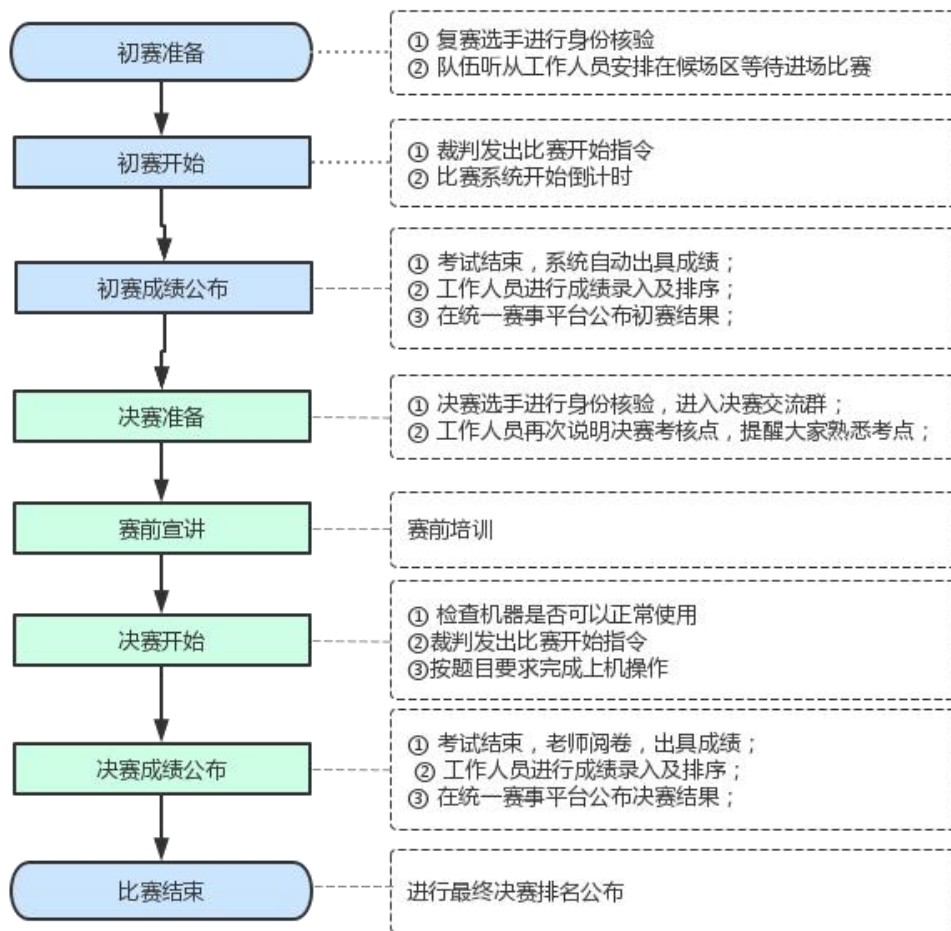 初赛准备
① 复赛选手进行身份核验
② 队伍听从工作人员安排在候场区等待进场比赛
初赛开始
① 裁判发出比赛开始指令
② 比赛系统开始倒计时
初赛成绩公布
① 考试结束，系统自动出具成绩；
② 工作人员进行成绩录入及排序；
③ 在统一赛事平台公布初赛结果；
决赛准备
① 决赛选手进行身份核验，进入决赛交流群；
② 工作人员再次说明决赛考核点，提醒大家熟悉考点；
赛前宣讲
赛前培训
决赛开始
① 检查机器是否可以正常使用
②裁判发出比赛开始指令
③按题目要求完成上机操作
决赛成绩公布
① 考试结束，老师阅卷，出具成绩；
② 工作人员进行成绩录入及排序；
③ 在统一赛事平台公布决赛结果；
比赛结束
进行最终决赛排名公布